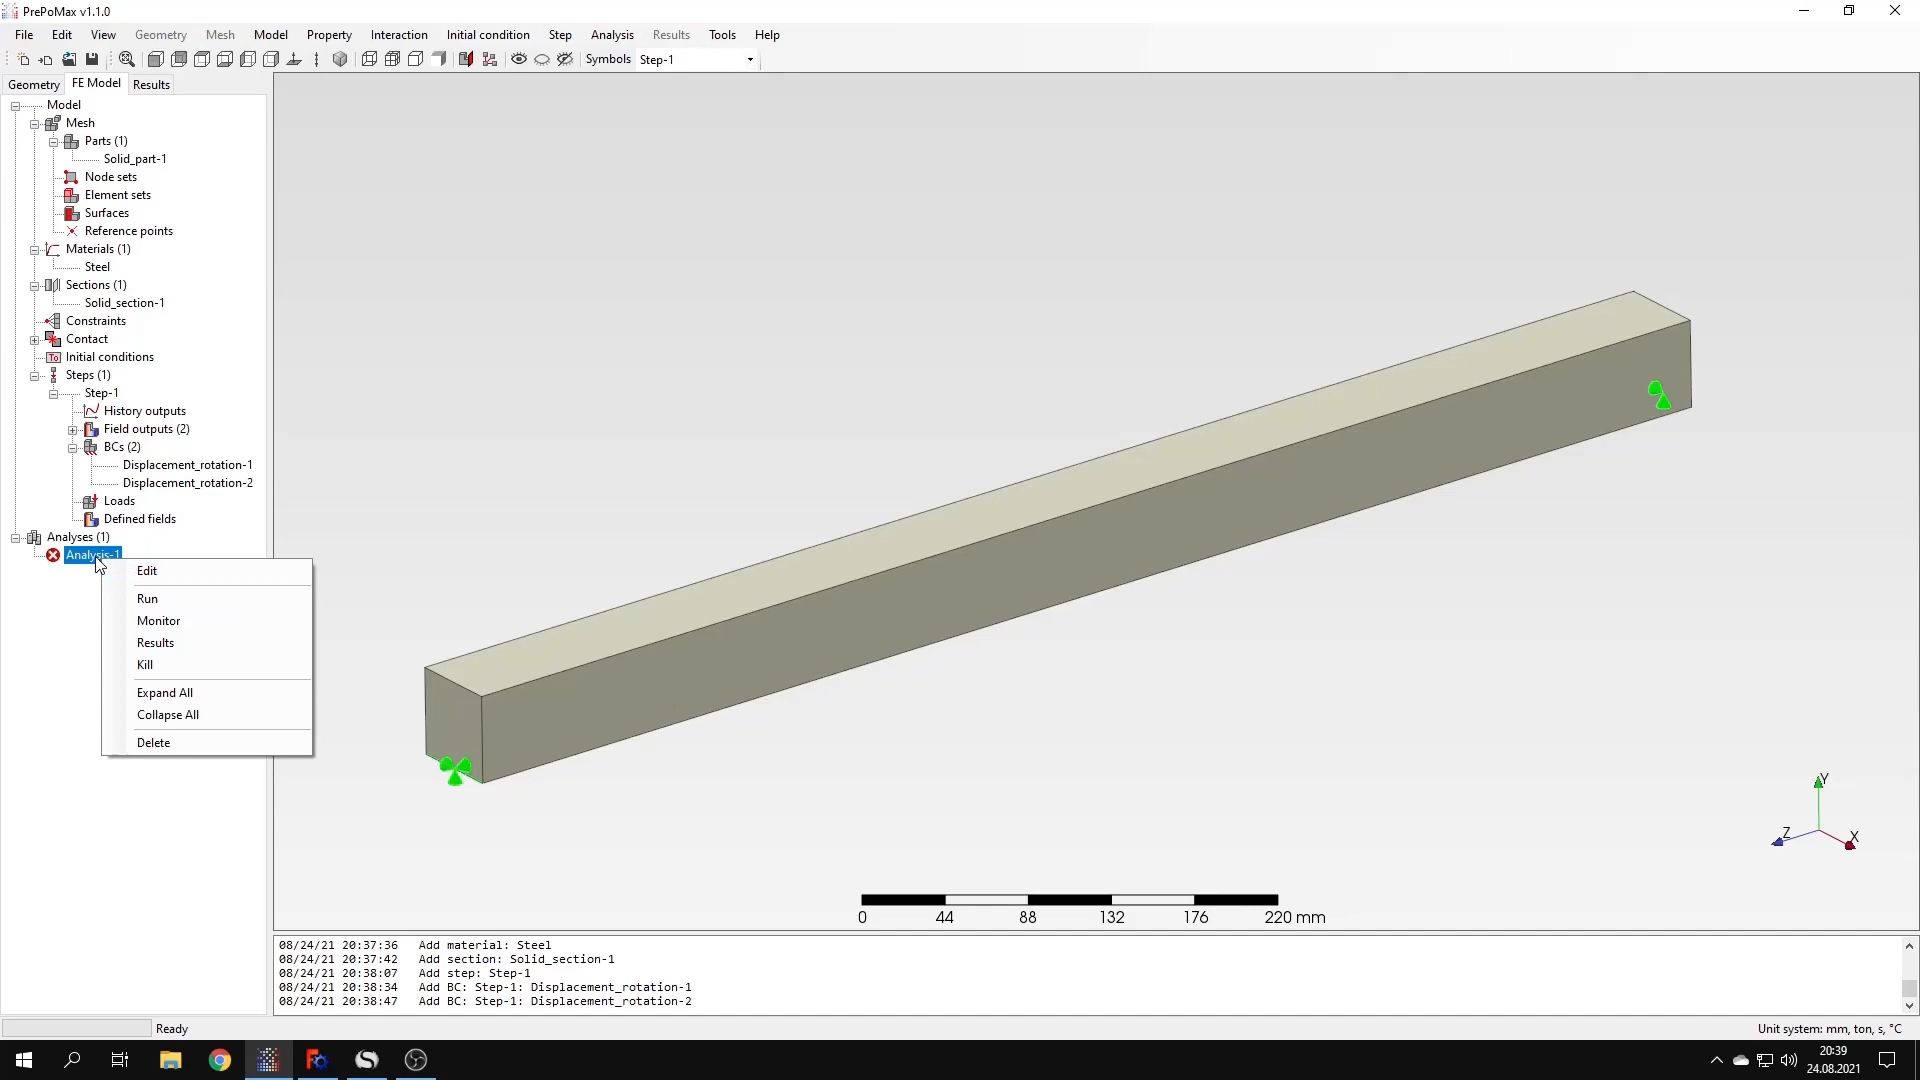 PrePoMax v1.1.0
File Edit View Geometry Mesh Model Property Interaction Initial condition Step Analysis Results Tools Help
Symbols Step-1
Geometry FE Model Results
Model
Mesh
Parts (1)
Solid_part-1
Node sets
Element sets
Surfaces
Reference points
Materials (1)
Steel
Sections (1)
Solid_section-1
Constraints
Contact
Initial conditions
Steps (1)
Step-1
History outputs
Field outputs (2)
BCs (2)
Displacement_rotation-1
Displacement_rotation-2
Loads
Defined fields
Analyses (1)
Analysis-1
Edit
Run
Monitor
Results
Kill
Expand All
Collapse All
Delete
Y
Z
X
0 44 88 132 176 220 mm
08/24/21 20:37:36 Add material: Steel
08/24/21 20:37:42 Add section: Solid_section-1
08/24/21 20:38:07 Add step: Step-1
08/24/21 20:38:34 Add BC: Step-1: Displacement_rotation-1
08/24/21 20:38:47 Add BC: Step-1: Displacement_rotation-2
Ready
Unit system: mm, ton, s, °C
20:39
24.08.2021